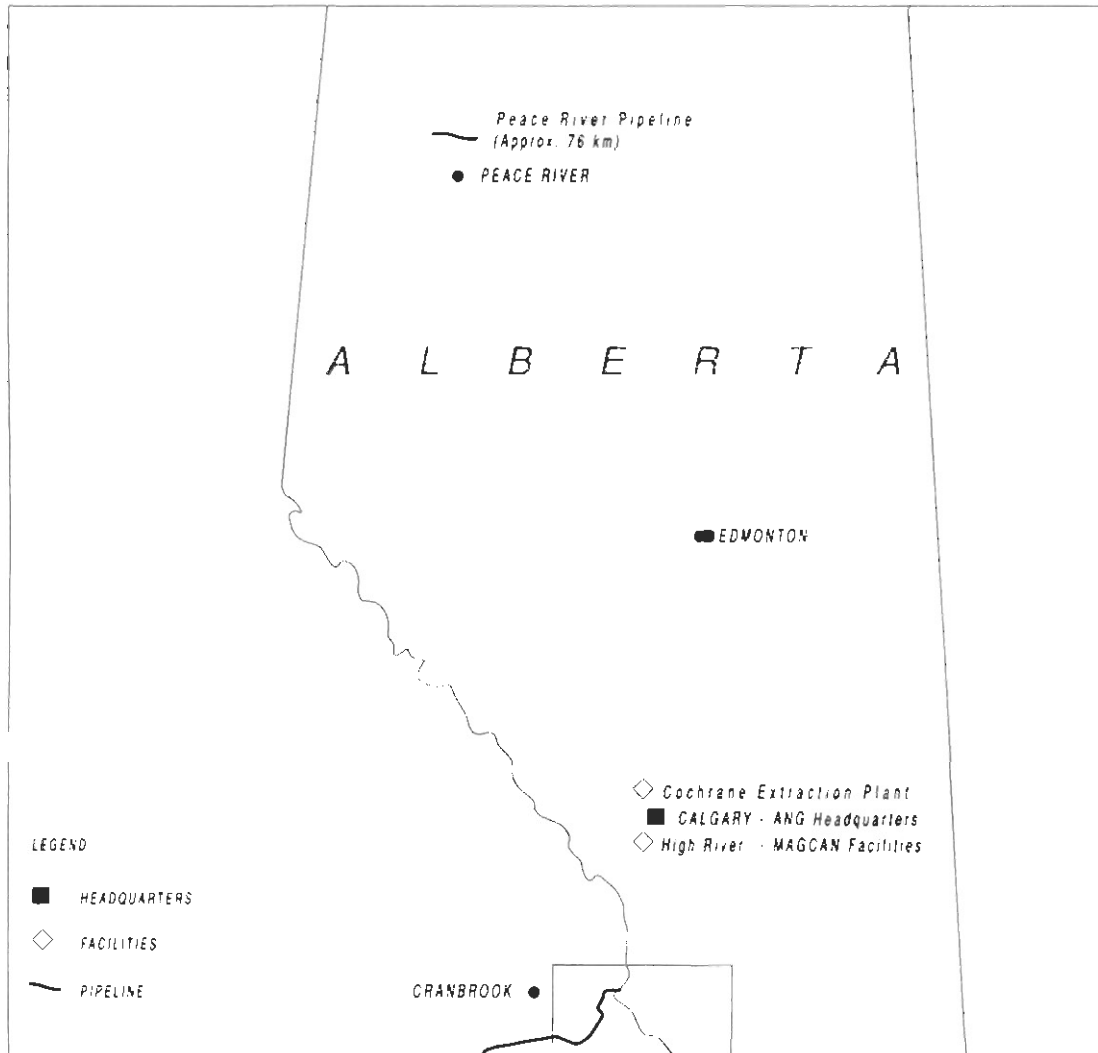 Peace River Pipeline
(Approx. 76 km)
PEACE RIVER
A L B E R T A
EDMONTON
Cochrane Extraction Plant
CALGARY - ANG Headquarters
High River - MAGCAN Facilities
LEGEND
HEADQUARTERS
FACILITIES
PIPELINE
CRANBROOK